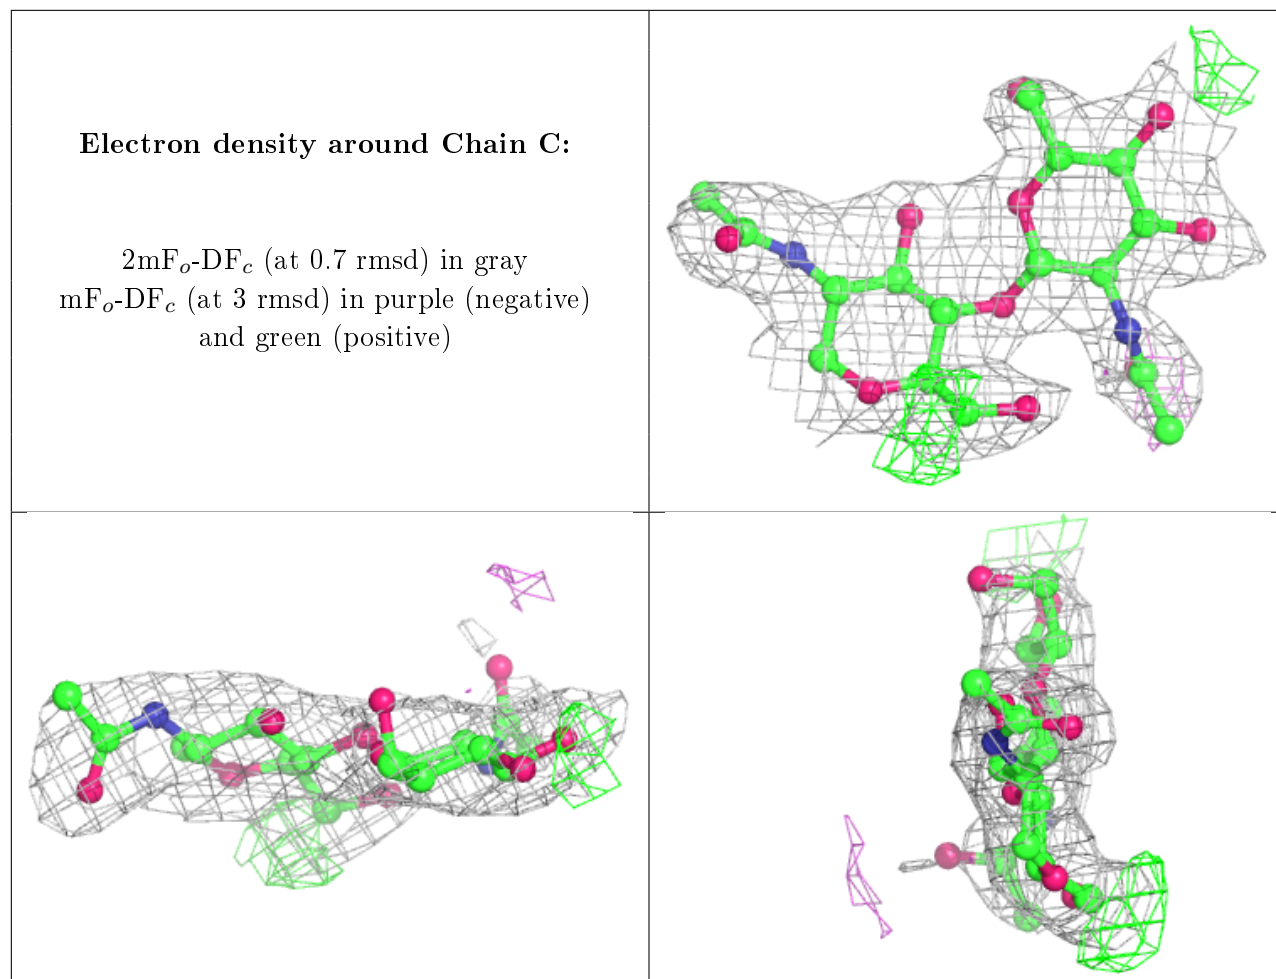 Electron density around Chain C:
2mFₒ-DF𝒸 (at 0.7 rmsd) in gray
mFₒ-DF𝒸 (at 3 rmsd) in purple (negative)
and green (positive)